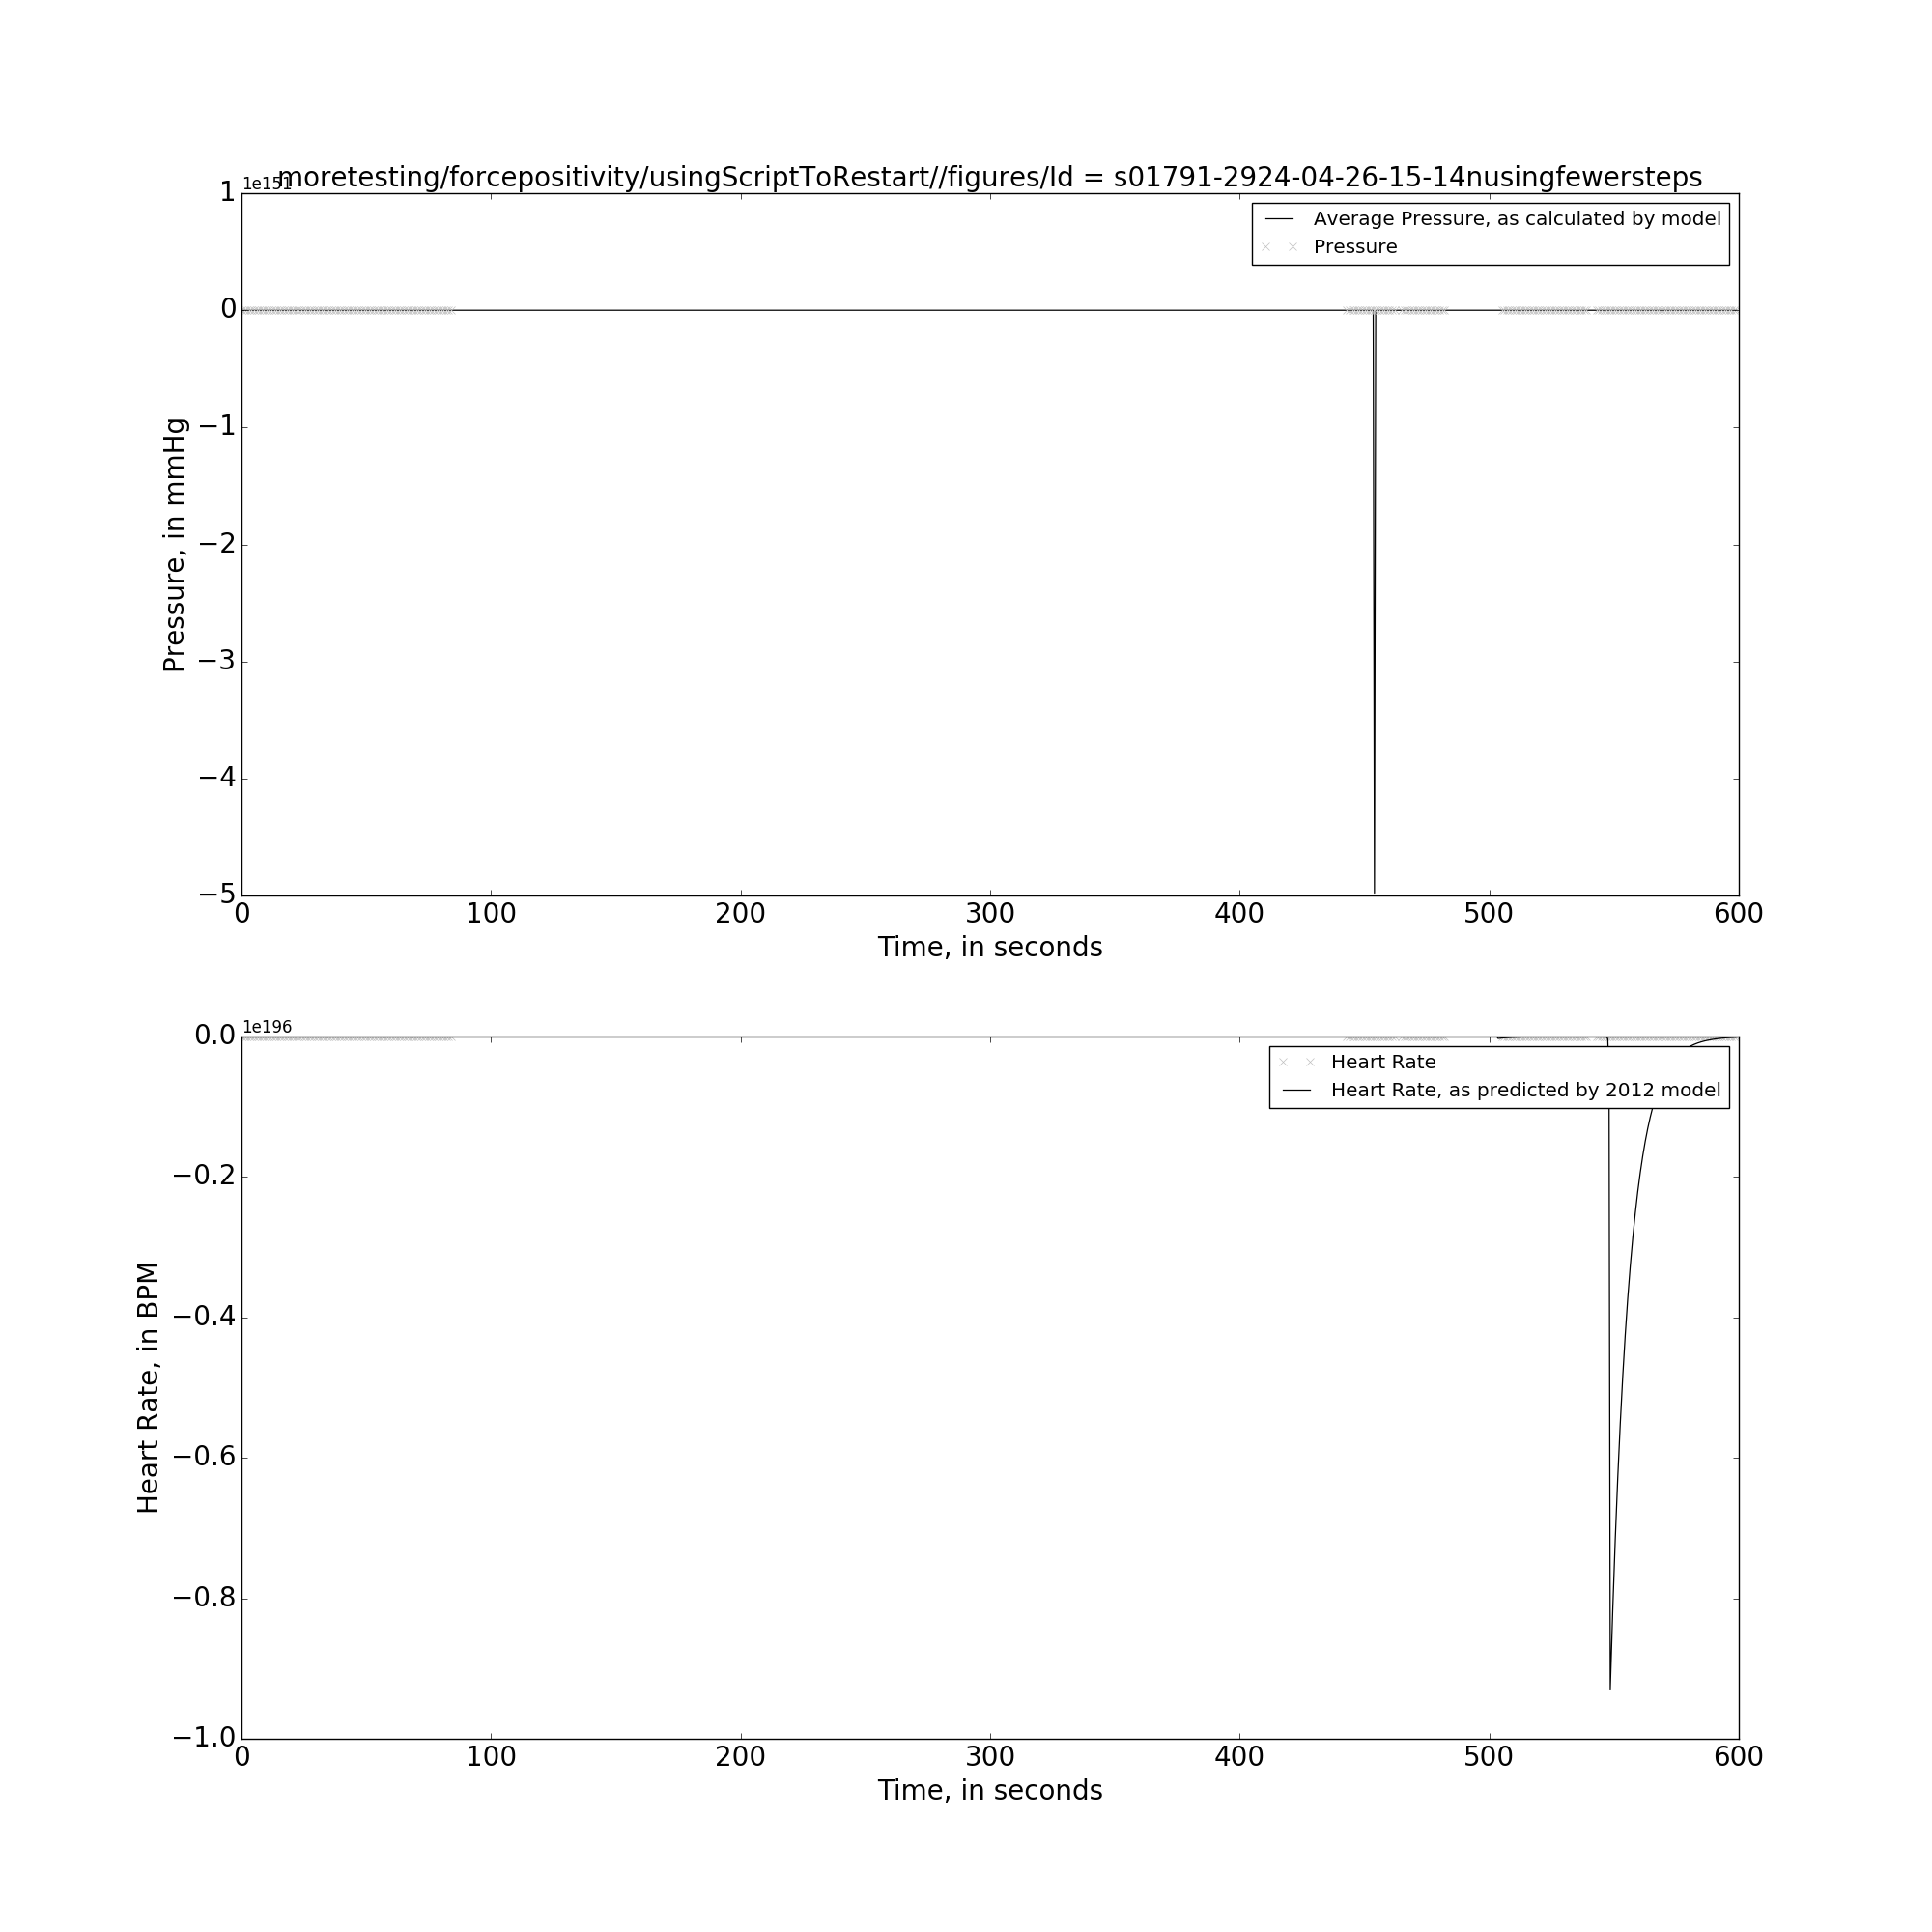 moretesting/forcepositivity/usingScriptToRestart//figures/Id = s01791-2924-04-26-15-14nusingfewersteps
1e151
1
0
−1
−2
−3
−4
−5
Pressure, in mmHg
Average Pressure, as calculated by model
Pressure
0 100 200 300 400 500 600
Time, in seconds
1e196
0.0
−0.2
−0.4
−0.6
−0.8
−1.0
Heart Rate, in BPM
Heart Rate
Heart Rate, as predicted by 2012 model
0 100 200 300 400 500 600
Time, in seconds